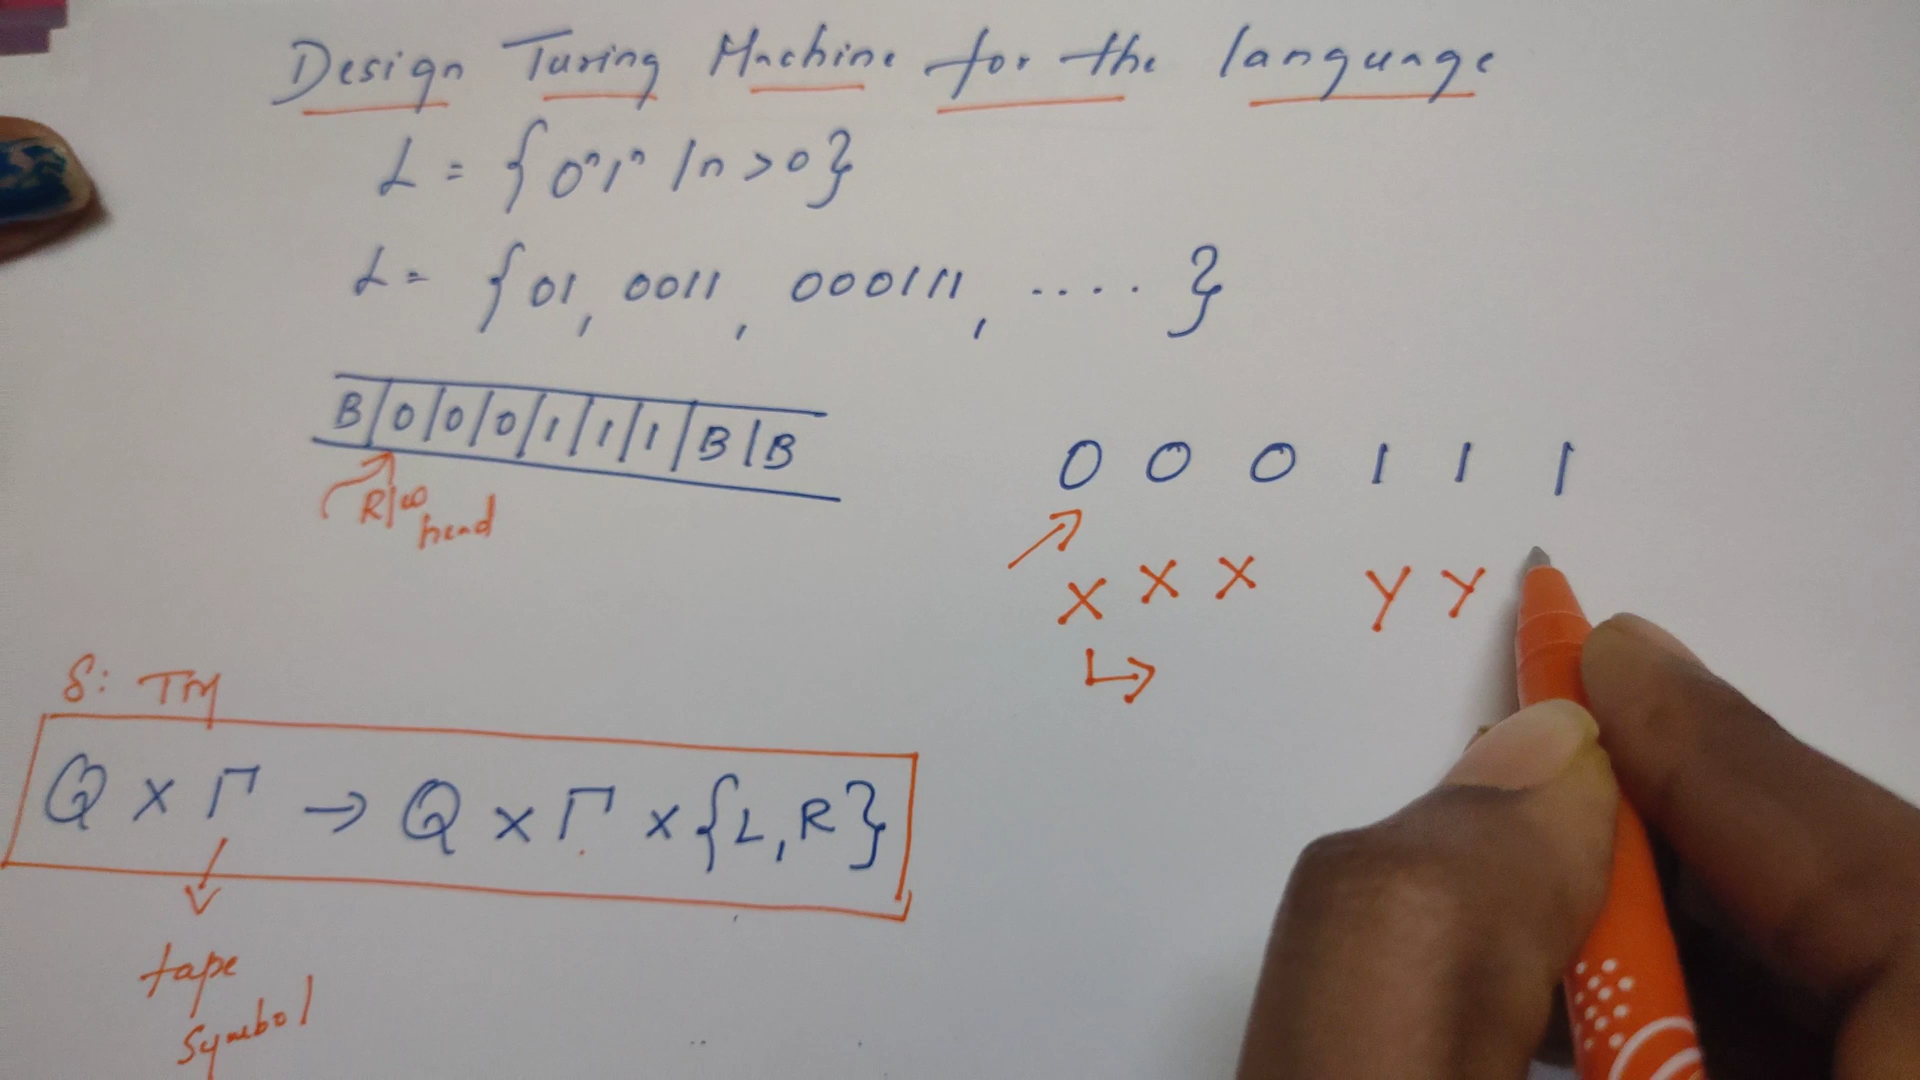 Design Turing Machine for the language
L = {0ⁿ1ⁿ |n>0}
L = {01, 0011, 000111, ....}
B|0|0|0|1|1|1|B|B
R|W head
0 0 0 1 1 1
X X X Y Y
δ: TM
Q × Γ → Q × Γ × {L, R}
tape
symbol